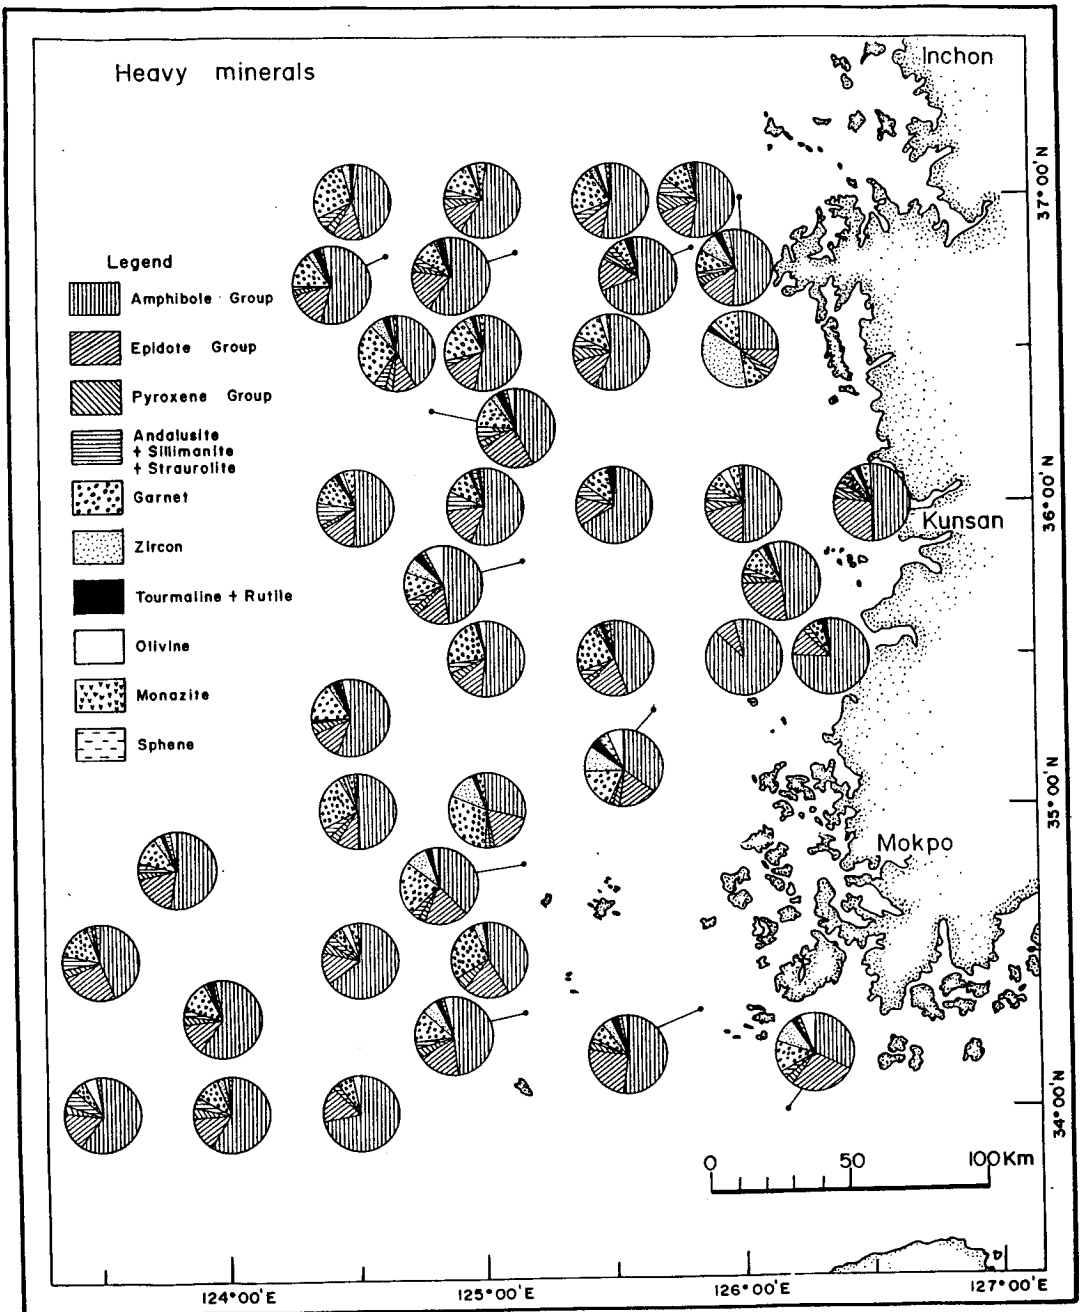 Heavy minerals
Inchon
37°00'N
Legend
Amphibole Group
Epidote Group
Pyroxene Group
Andalusite
+ Sillimanite
+ Straurolite
Garnet
Zircon
Tourmaline + Rutile
Olivine
Monazite
Sphene
36°00'N
Kunsan
35°00'N
Mokpo
34°00'N
0 50 100Km
124°00'E 125°00'E 126°00'E 127°00'E